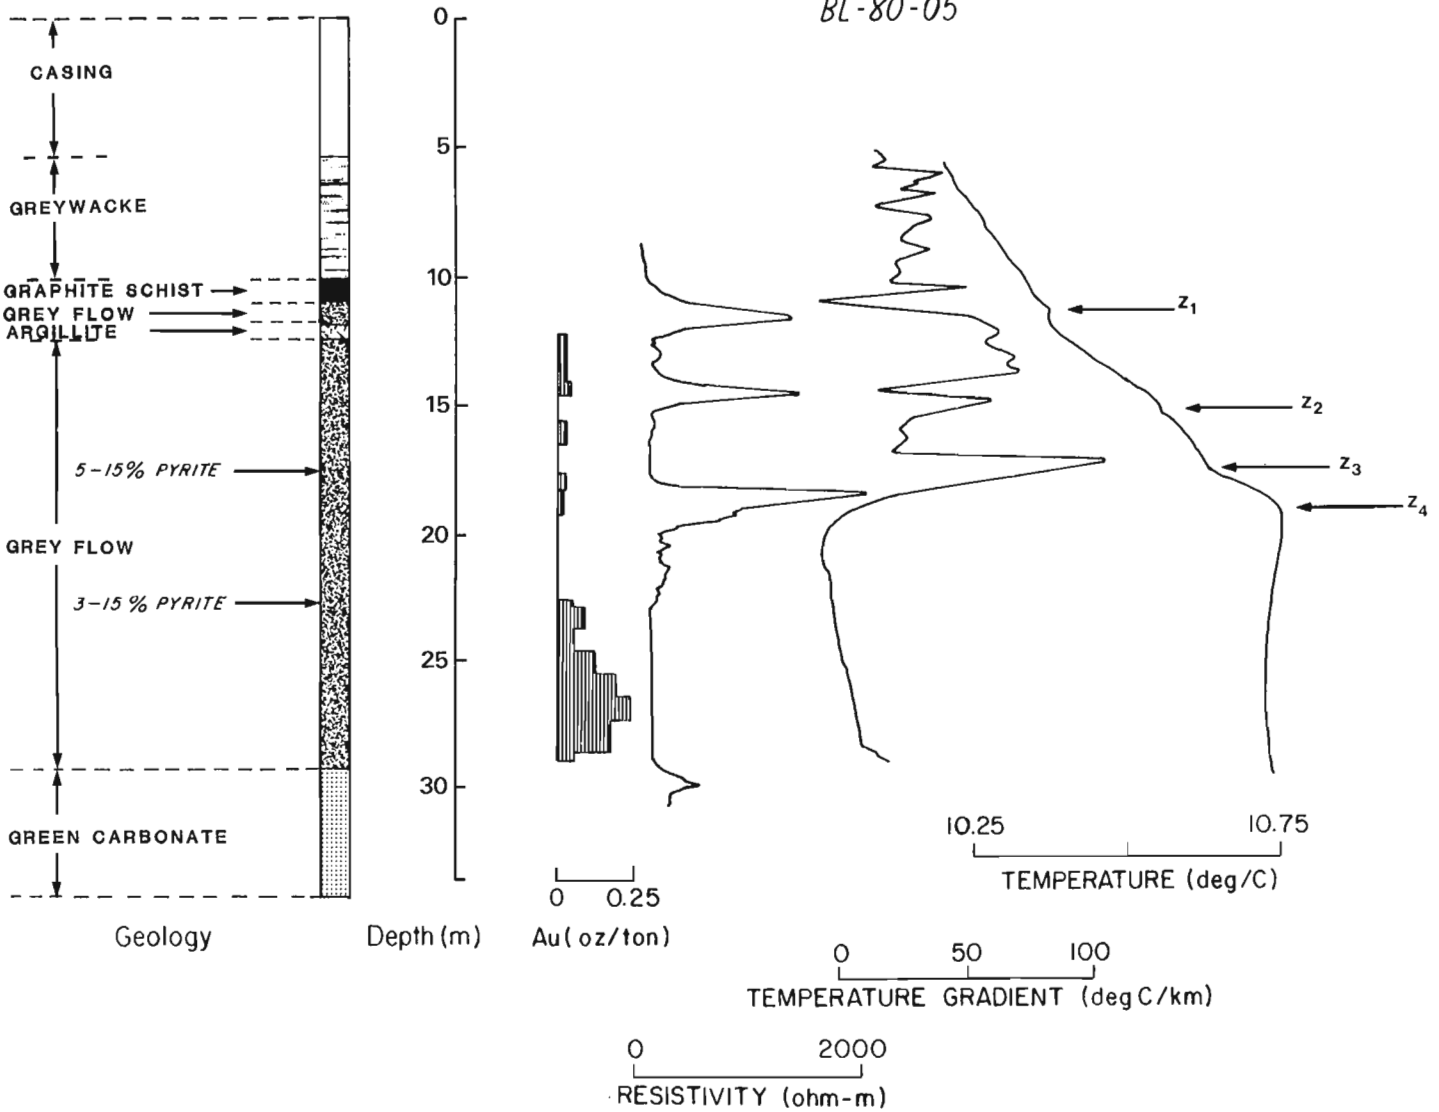 BL-80-05
0
CASING
5
GREYWACKE
10
GRAPHITE SCHIST
GREY FLOW
ARGILLITE
Z1
15
Z2
5-15% PYRITE
Z3
Z4
20
GREY FLOW
3-15% PYRITE
25
30
GREEN CARBONATE
10.25 10.75
TEMPERATURE (deg/C)
0 0.25
Geology Depth (m) Au (oz/ton)
0 50 100
TEMPERATURE GRADIENT (deg C/km)
0 2000
RESISTIVITY (ohm-m)